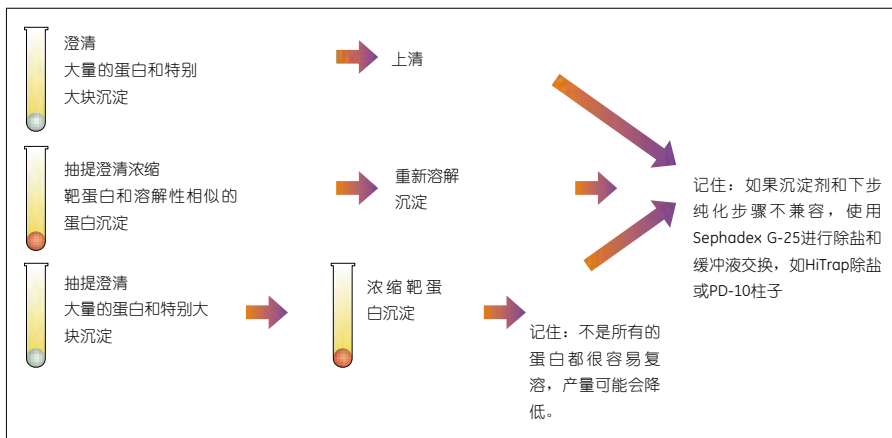 澄清
大量的蛋白和特别
大块沉淀
上清
抽提澄清浓缩
靶蛋白和溶解性相似的
蛋白沉淀
重新溶解
沉淀
记住：如果沉淀剂和下步
纯化步骤不兼容，使用
Sephadex G-25进行除盐和
缓冲液交换，如HiTrap除盐
或PD-10柱子
抽提澄清
大量的蛋白和特别大
块沉淀
浓缩靶蛋
白沉淀
记住：不是所有的
蛋白都很容易复
溶，产量可能会降
低。